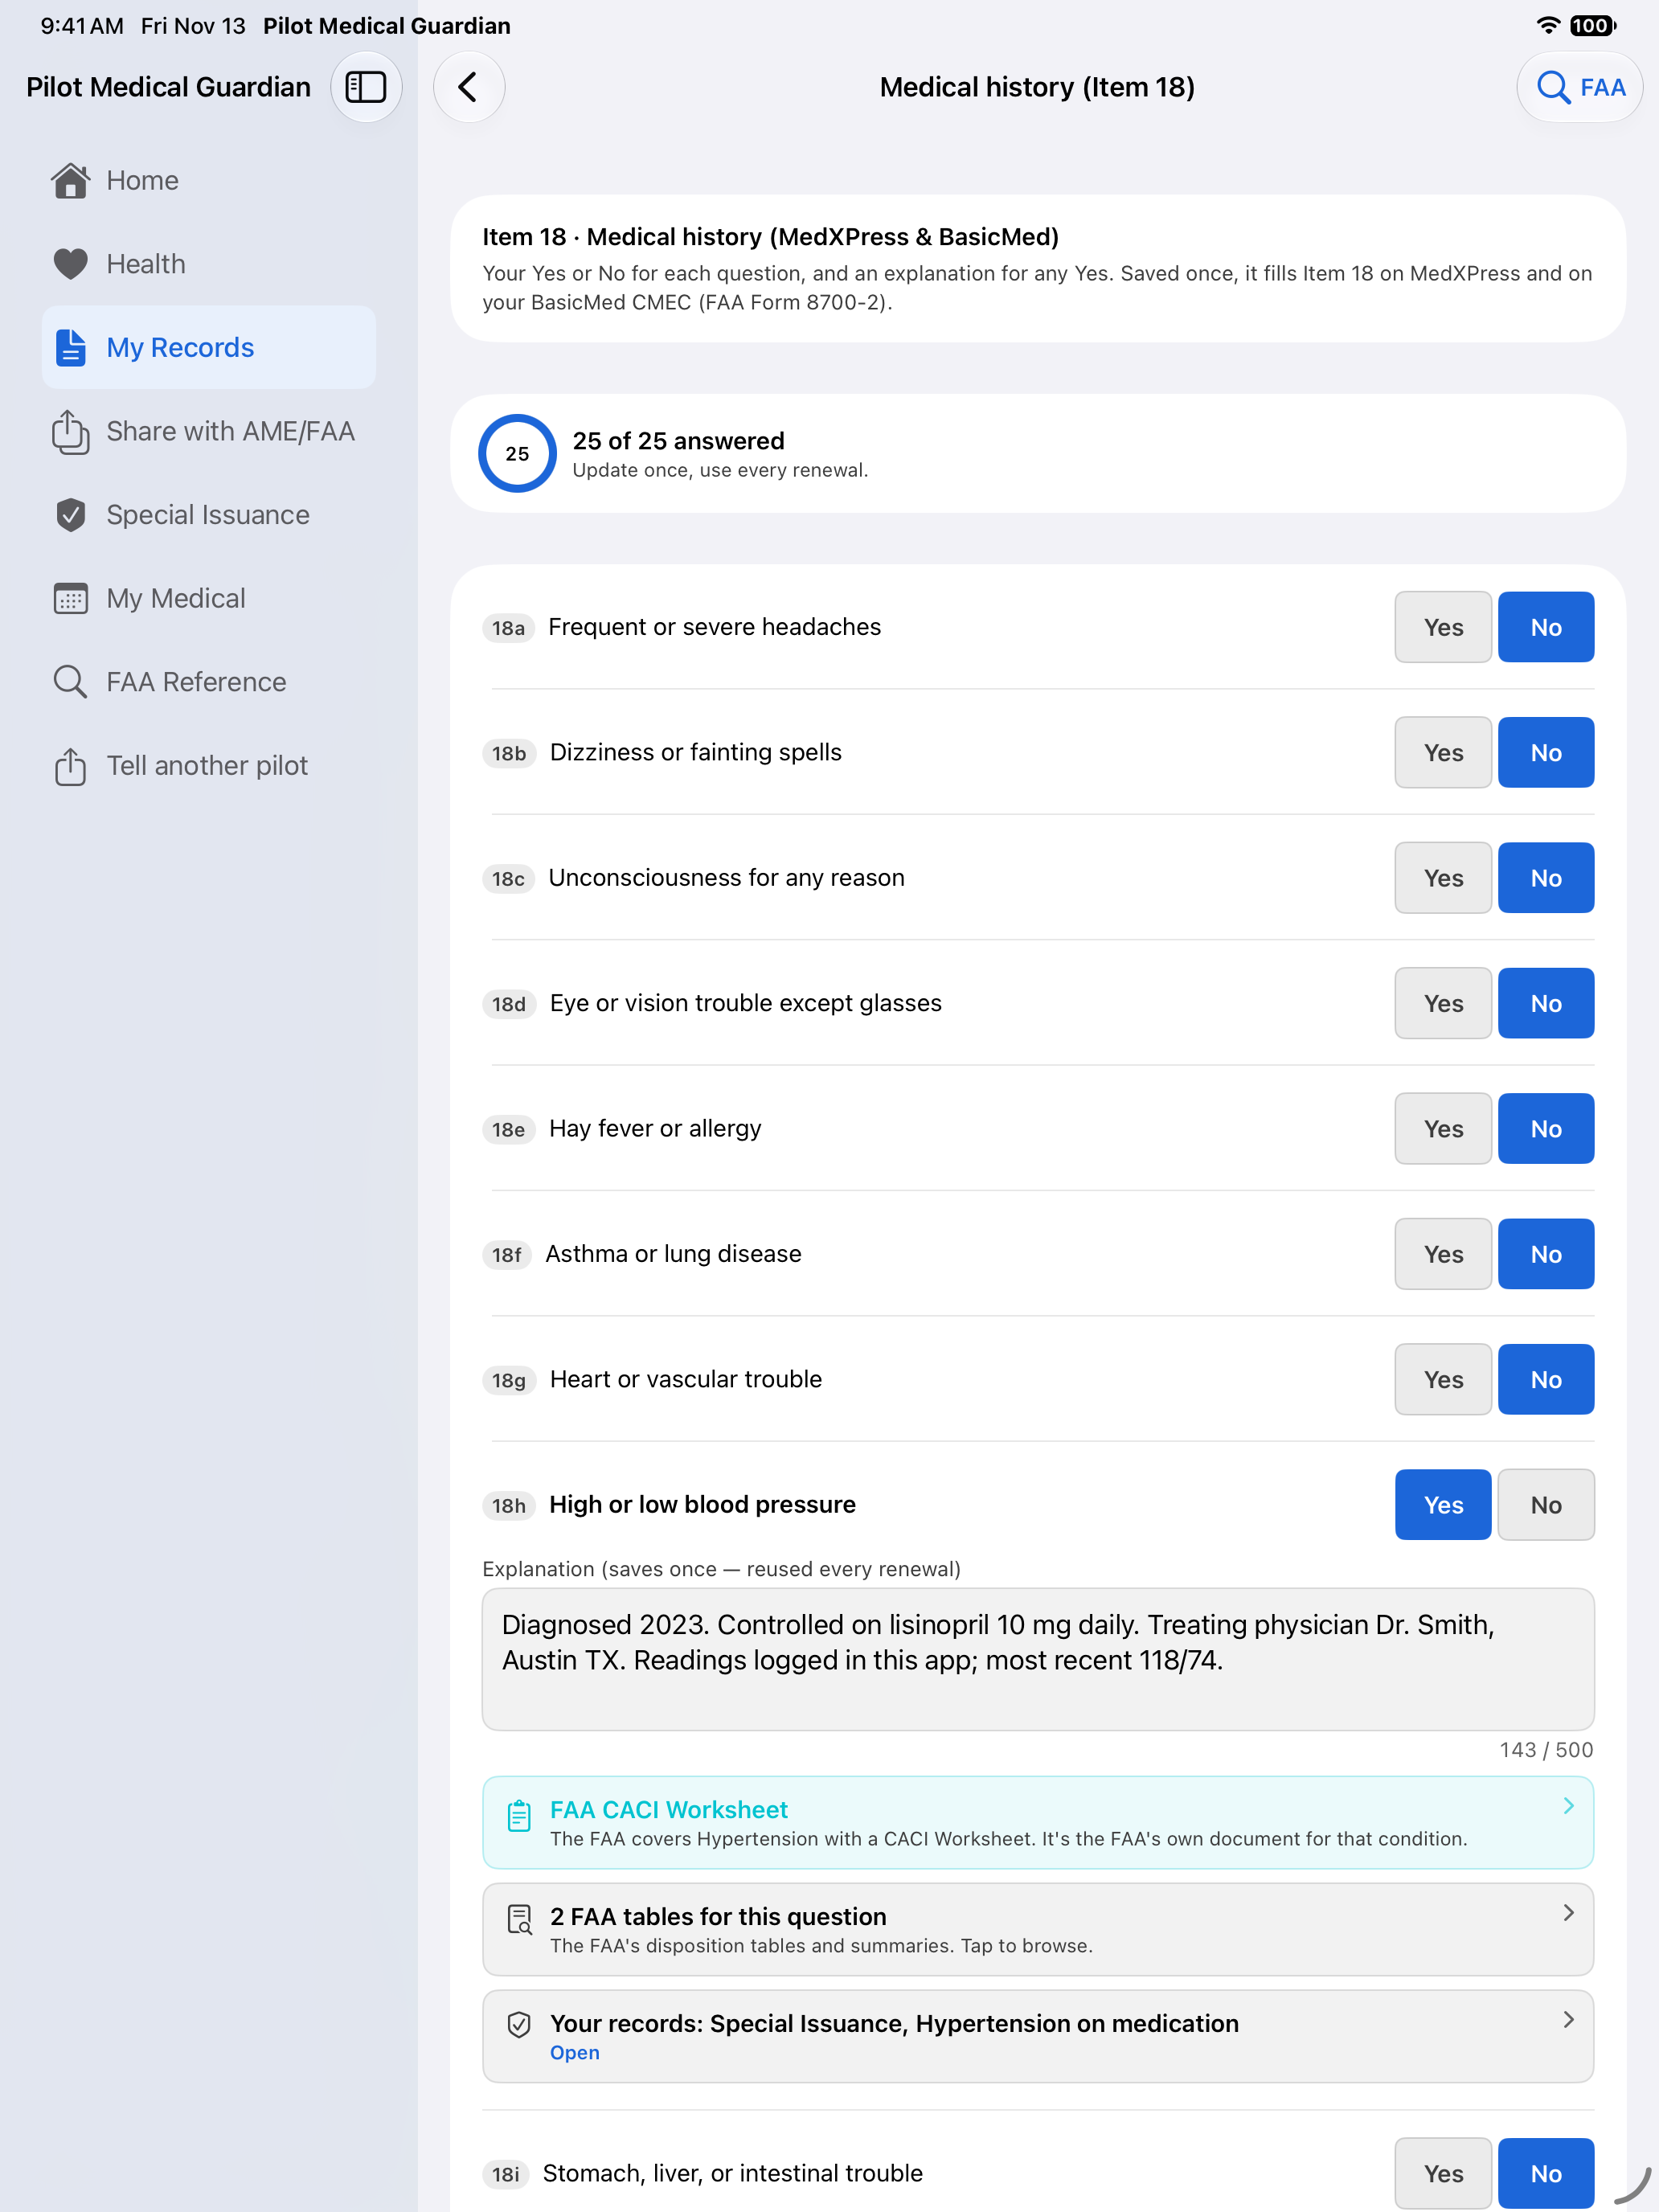 9:41 AM Fri Nov 13 Pilot Medical Guardian
100
Pilot Medical Guardian
Medical history (Item 18)
FAA
Home
Health
My Records
Share with AME/FAA
Special Issuance
My Medical
FAA Reference
Tell another pilot
Item 18 · Medical history (MedXPress & BasicMed)
Your Yes or No for each question, and an explanation for any Yes. Saved once, it fills Item 18 on MedXPress and on
your BasicMed CMEC (FAA Form 8700-2).
25
25 of 25 answered
Update once, use every renewal.
18a Frequent or severe headaches Yes No
18b Dizziness or fainting spells Yes No
18c Unconsciousness for any reason Yes No
18d Eye or vision trouble except glasses Yes No
18e Hay fever or allergy Yes No
18f Asthma or lung disease Yes No
18g Heart or vascular trouble Yes No
18h High or low blood pressure Yes No
Explanation (saves once — reused every renewal)
Diagnosed 2023. Controlled on lisinopril 10 mg daily. Treating physician Dr. Smith,
Austin TX. Readings logged in this app; most recent 118/74.
143 / 500
FAA CACI Worksheet
The FAA covers Hypertension with a CACI Worksheet. It's the FAA's own document for that condition.
2 FAA tables for this question
The FAA's disposition tables and summaries. Tap to browse.
Your records: Special Issuance, Hypertension on medication
Open
18i Stomach, liver, or intestinal trouble Yes No